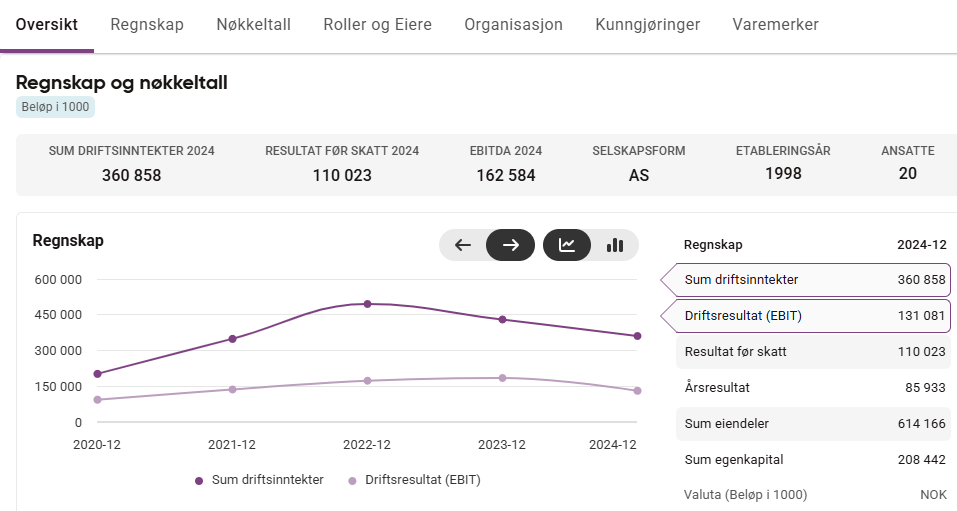 Oversikt Regnskap Nøkkeltall Roller og Eiere Organisasjon Kunngjøringer Varemerker
Regnskap og nøkkeltall
Beløp i 1000
SUM DRIFTSINNTEKTER 2024 RESULTAT FØR SKATT 2024 EBITDA 2024 SELSKAPSFORM ETABLERINGSÅR ANSATTE
360 858 110 023 162 584 AS 1998 20
Regnskap
600 000
450 000
300 000
150 000
0
2020-12 2021-12 2022-12 2023-12 2024-12
Sum driftsinntekter Driftsresultat (EBIT)
Regnskap 2024-12
Sum driftsinntekter 360 858
Driftsresultat (EBIT) 131 081
Resultat før skatt 110 023
Årsresultat 85 933
Sum eiendeler 614 166
Sum egenkapital 208 442
Valuta (Beløp i 1000) NOK